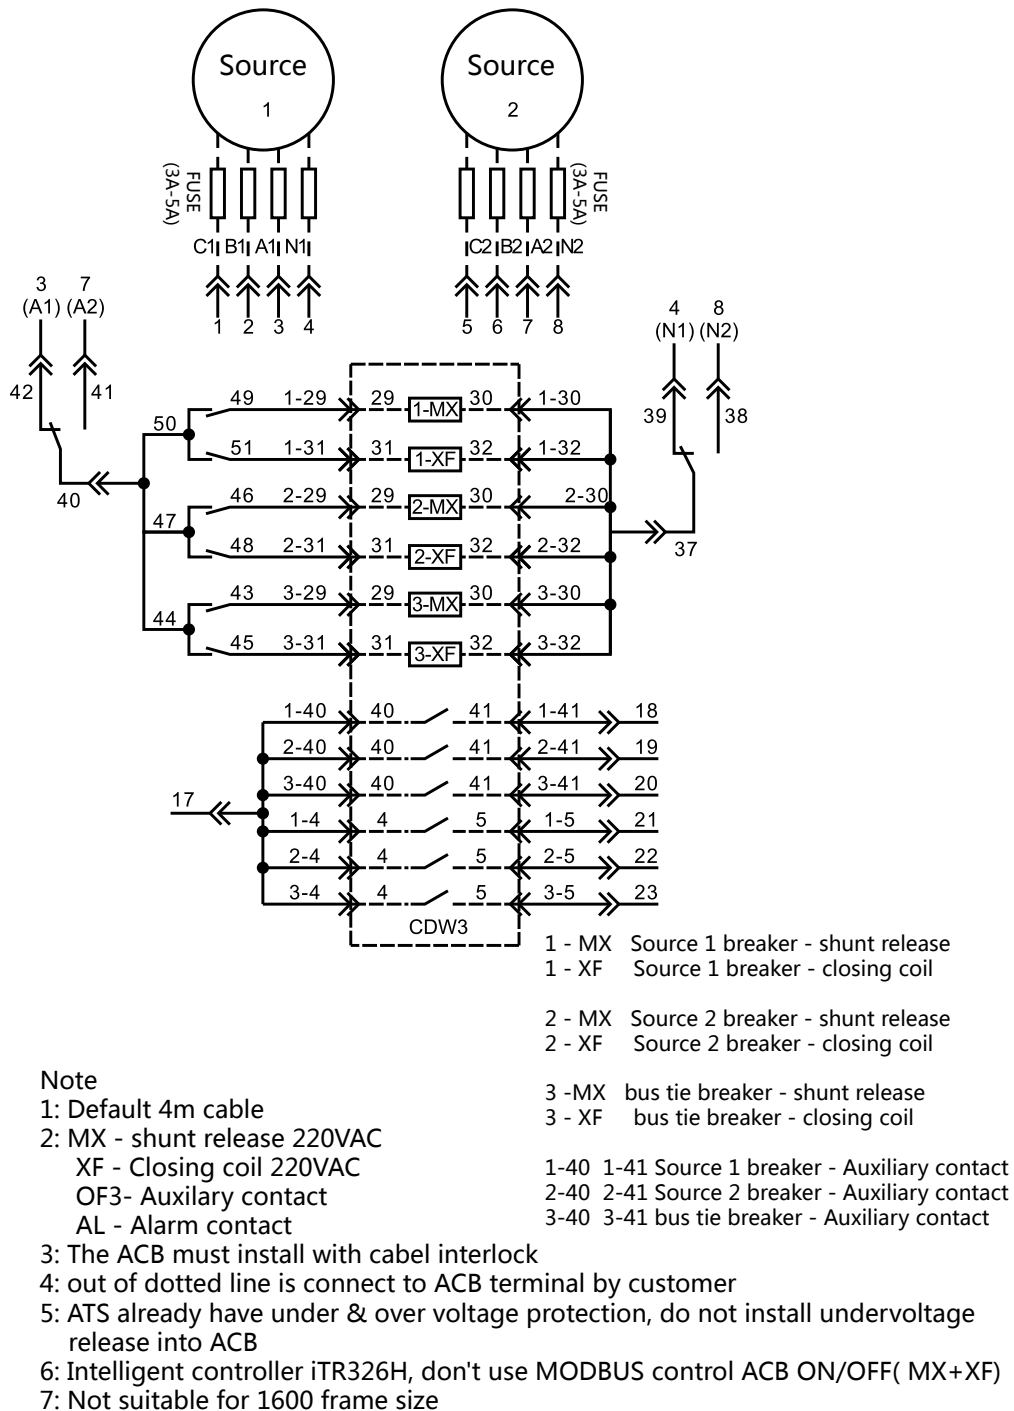 Source Source
1 2
FUSE (3A-5A) FUSE (3A-5A)
C1 B1 A1 N1 C2 B2 A2 N2
1 2 3 4 5 6 7 8
3 7
(A1) (A2)
4 8
(N1) (N2)
42 41
39 38
50 49 1-29 29 1-MX 30 1-30
51 1-31 31 1-XF 32 1-32
40
46 2-29 29 2-MX 30 2-30
47
48 2-31 31 2-XF 32 2-32 37
43 3-29 29 3-MX 30 3-30
44
45 3-31 31 3-XF 32 3-32
1-40 40 41 1-41 18
2-40 40 41 2-41 19
3-40 40 41 3-41 20
17
1-4 4 5 1-5 21
2-4 4 5 2-5 22
3-4 4 5 3-5 23
CDW3
1 - MX Source 1 breaker - shunt release
1 - XF Source 1 breaker - closing coil
2 - MX Source 2 breaker - shunt release
2 - XF Source 2 breaker - closing coil
3 -MX bus tie breaker - shunt release
3 - XF bus tie breaker - closing coil
1-40 1-41 Source 1 breaker - Auxiliary contact
2-40 2-41 Source 2 breaker - Auxiliary contact
3-40 3-41 bus tie breaker - Auxiliary contact
Note
1: Default 4m cable
2: MX - shunt release 220VAC
XF - Closing coil 220VAC
OF3- Auxilary contact
AL - Alarm contact
3: The ACB must install with cabel interlock
4: out of dotted line is connect to ACB terminal by customer
5: ATS already have under & over voltage protection, do not install undervoltage
release into ACB
6: Intelligent controller iTR326H, don't use MODBUS control ACB ON/OFF( MX+XF)
7: Not suitable for 1600 frame size